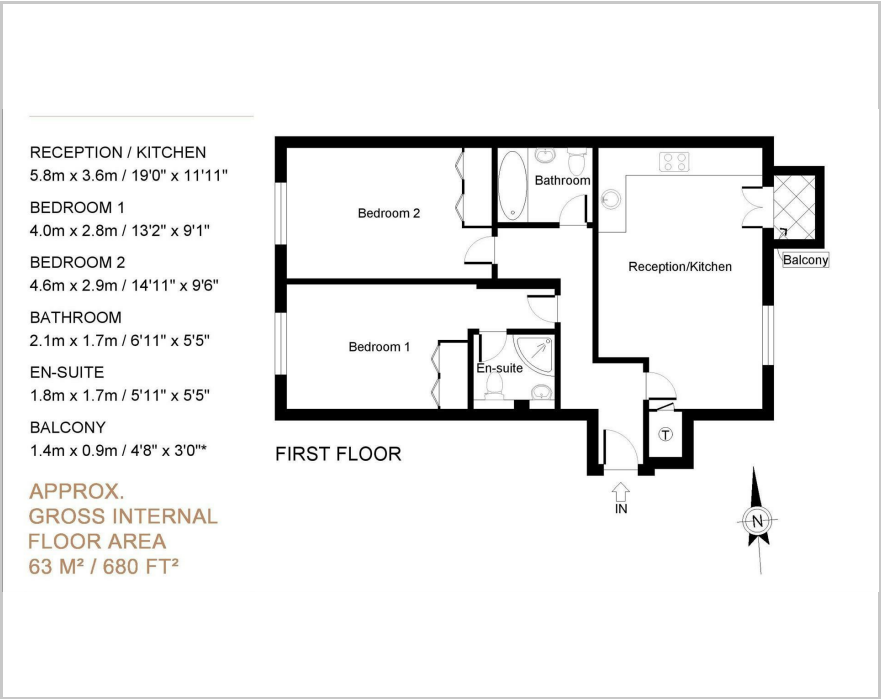 RECEPTION / KITCHEN
5.8m x 3.6m / 19'0" x 11'11"
BEDROOM 1
4.0m x 2.8m / 13'2" x 9'1"
BEDROOM 2
4.6m x 2.9m / 14'11" x 9'6"
BATHROOM
2.1m x 1.7m / 6'11" x 5'5"
EN-SUITE
1.8m x 1.7m / 5'11" x 5'5"
BALCONY
1.4m x 0.9m / 4'8" x 3'0"*
APPROX.
GROSS INTERNAL
FLOOR AREA
63 M² / 680 FT²
Bathroom
Bedroom 2
Balcony
Reception/Kitchen
Bedroom 1
En-suite
T
FIRST FLOOR
IN
N